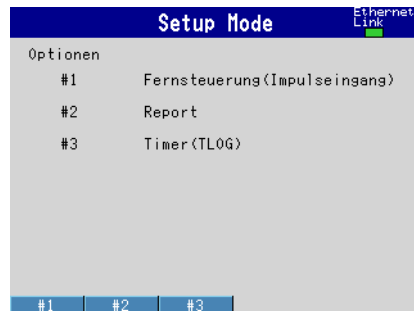 Setup Mode
Ethernet
Link
Optionen
#1 Fernsteuerung(Impulseingang)
#2 Report
#3 Timer(TLOG)
#1 #2 #3